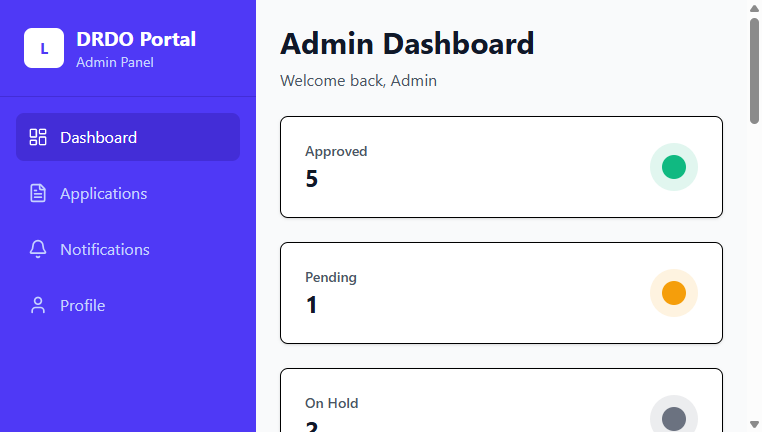 L
DRDO Portal
Admin Panel
Dashboard
Applications
Notifications
Profile
Admin Dashboard
Welcome back, Admin
Approved
5
Pending
1
On Hold
2